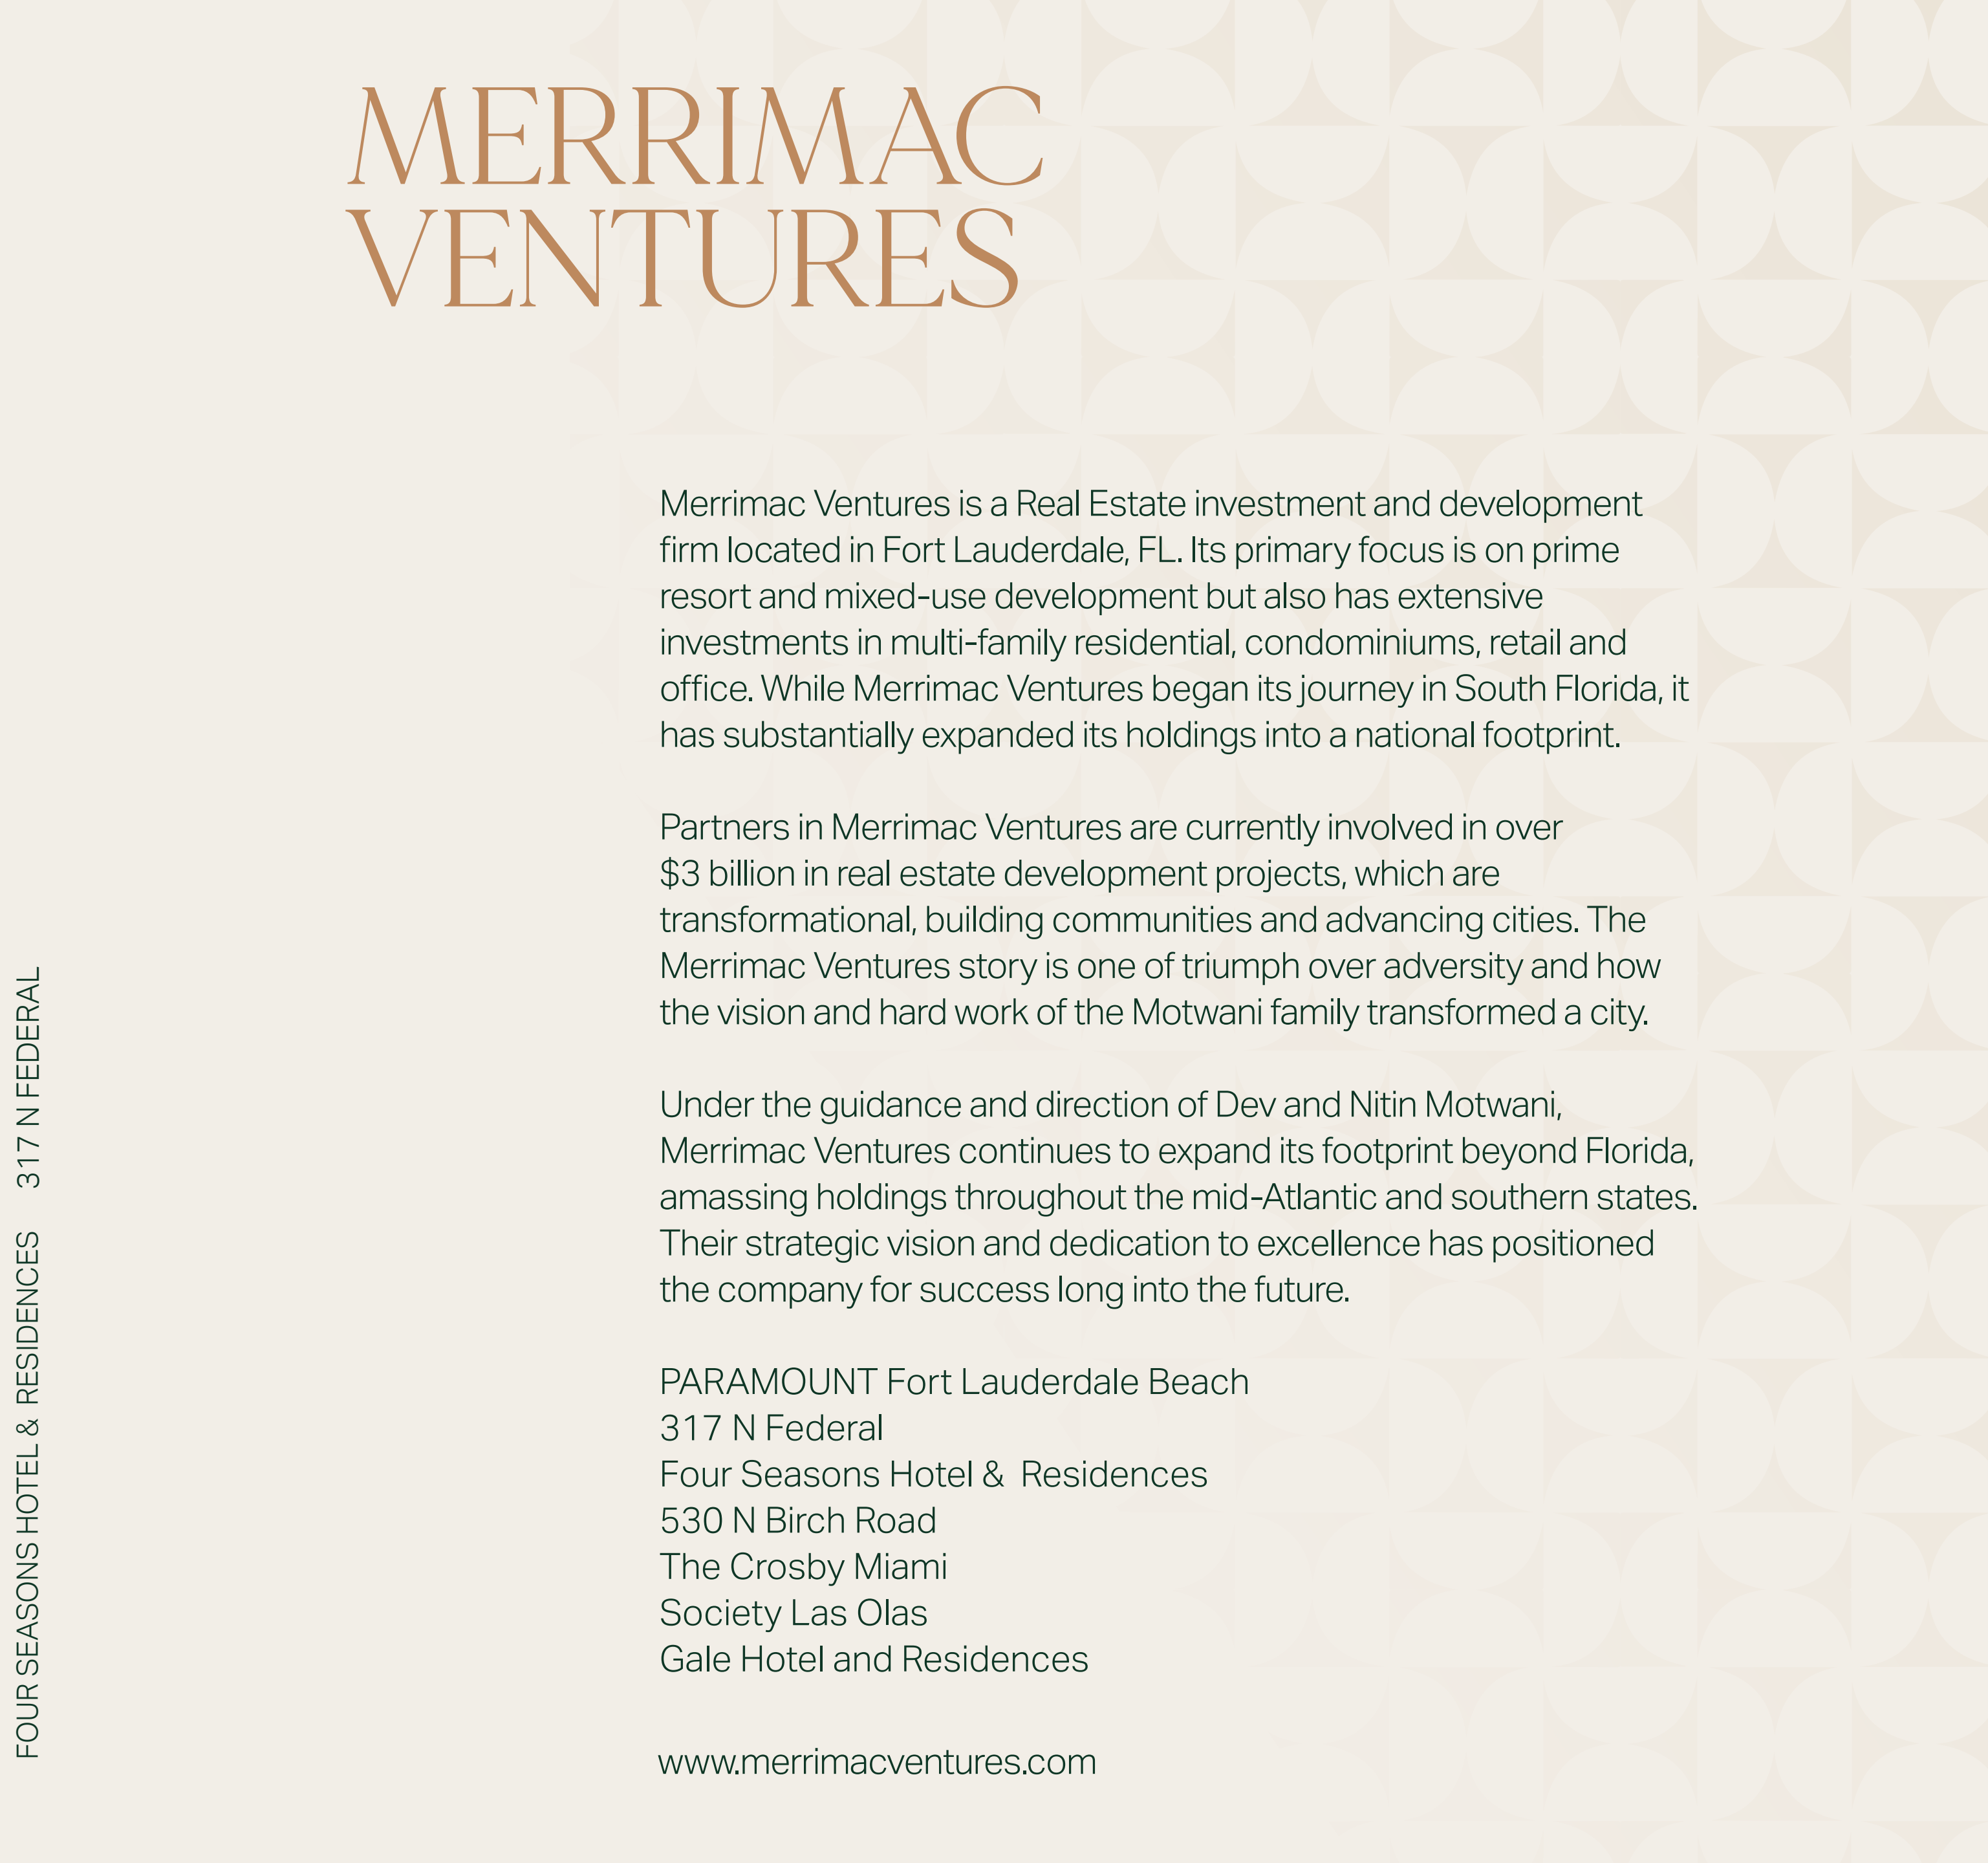 MERRIMAC
VENTURES
Merrimac Ventures is a Real Estate investment and development
firm located in Fort Lauderdale, FL. Its primary focus is on prime
resort and mixed-use development but also has extensive
investments in multi-family residential, condominiums, retail and
office. While Merrimac Ventures began its journey in South Florida, it
has substantially expanded its holdings into a national footprint.
Partners in Merrimac Ventures are currently involved in over
$3 billion in real estate development projects, which are
transformational, building communities and advancing cities. The
Merrimac Ventures story is one of triumph over adversity and how
the vision and hard work of the Motwani family transformed a city.
Under the guidance and direction of Dev and Nitin Motwani,
Merrimac Ventures continues to expand its footprint beyond Florida,
amassing holdings throughout the mid-Atlantic and southern states.
Their strategic vision and dedication to excellence has positioned
the company for success long into the future.
PARAMOUNT Fort Lauderdale Beach
317 N Federal
Four Seasons Hotel & Residences
530 N Birch Road
The Crosby Miami
Society Las Olas
Gale Hotel and Residences
www.merrimacventures.com
FOUR SEASONS HOTEL & RESIDENCES 317 N FEDERAL